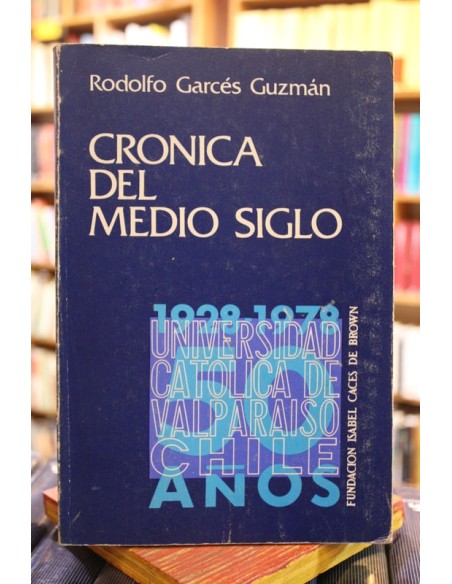 Rodolfo Garcés Guzmán
CRONICA
DEL
MEDIO SIGLO
1928-1978
UNIVERSIDAD
CATOLICA DE
VALPARAISO
CHILE
50
AÑOS
FUNDACION ISABEL CACES DE BROWN